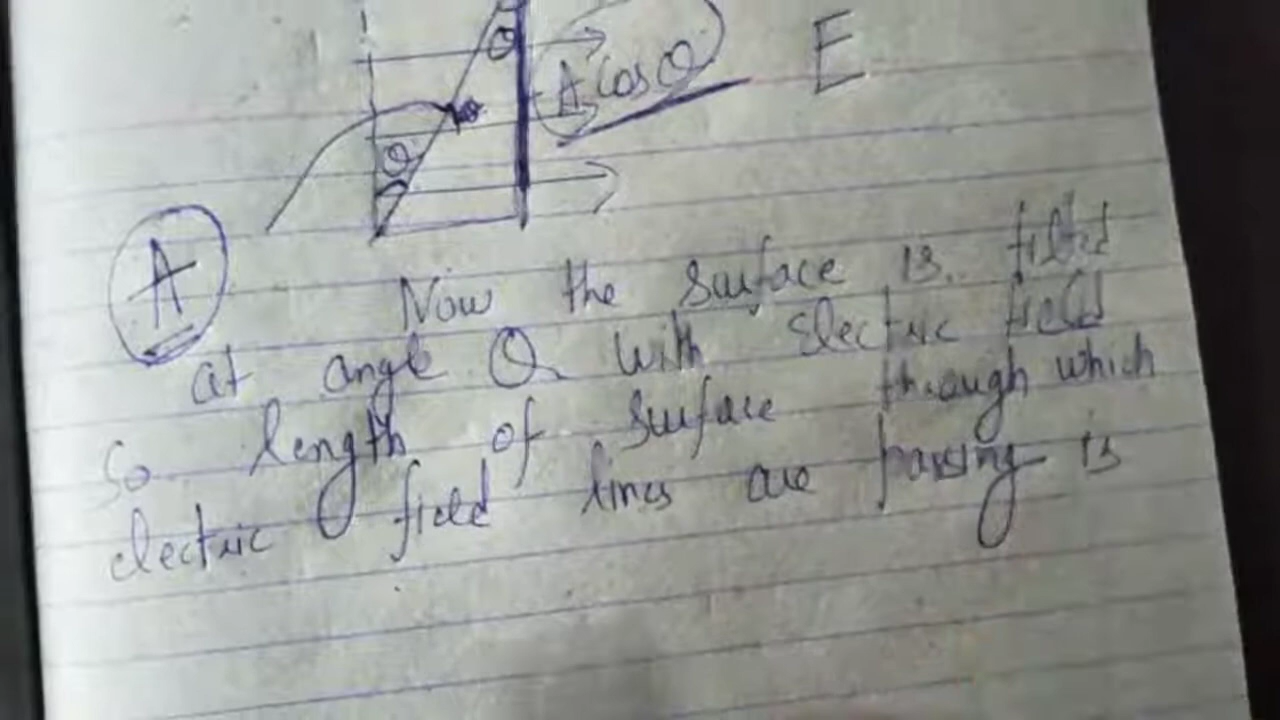 θ
A cos θ
E
θ
A
Now the surface is tilted
at angle θ with electric field
So length of surface through which
electric field lines are passing is